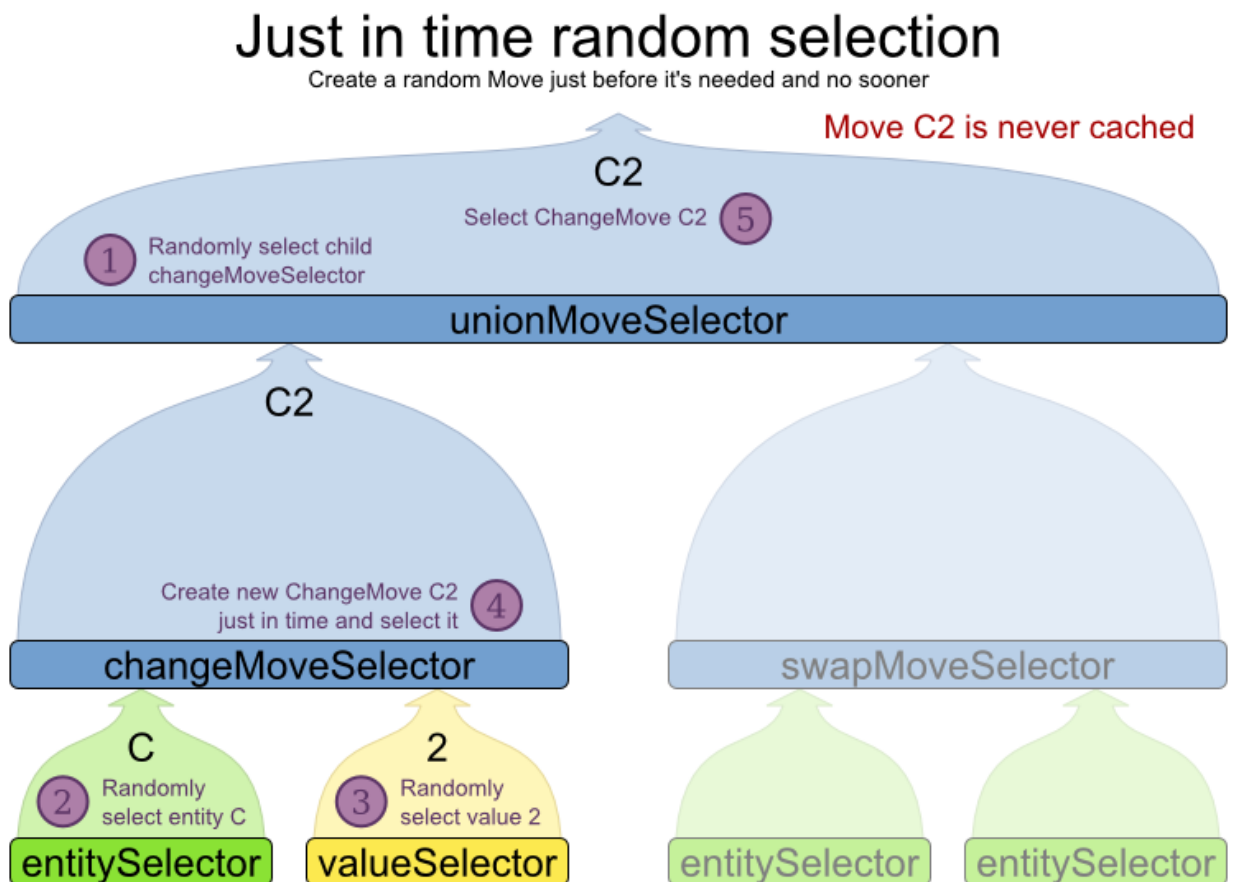 Just in time random selection
Create a random Move just before it's needed and no sooner
Move C2 is never cached
C2
Select ChangeMove C2 5
1 Randomly select child
changeMoveSelector
unionMoveSelector
C2
Create new ChangeMove C2
just in time and select it 4
changeMoveSelector
swapMoveSelector
C
2
2 Randomly
select entity C
3 Randomly
select value 2
entitySelector
valueSelector
entitySelector
entitySelector